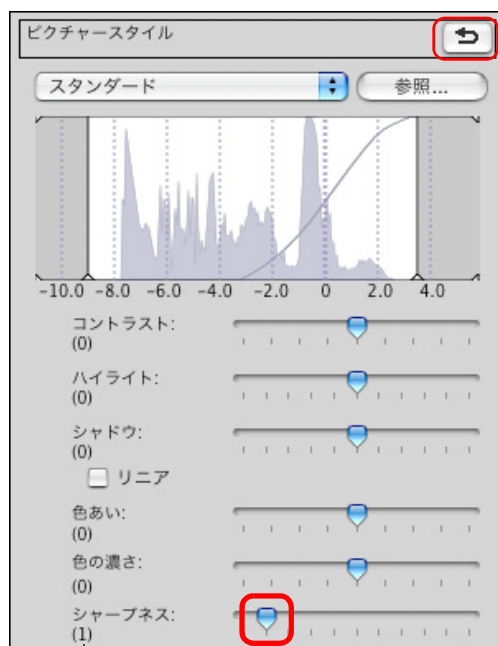 ピクチャースタイル
スタンダード 参照...
-10.0 -8.0 -6.0 -4.0 -2.0 0 2.0 4.0
コントラスト:
(0)
ハイライト:
(0)
シャドウ:
(0)
リニア
色あい:
(0)
色の濃さ:
(0)
シャープネス:
(1)